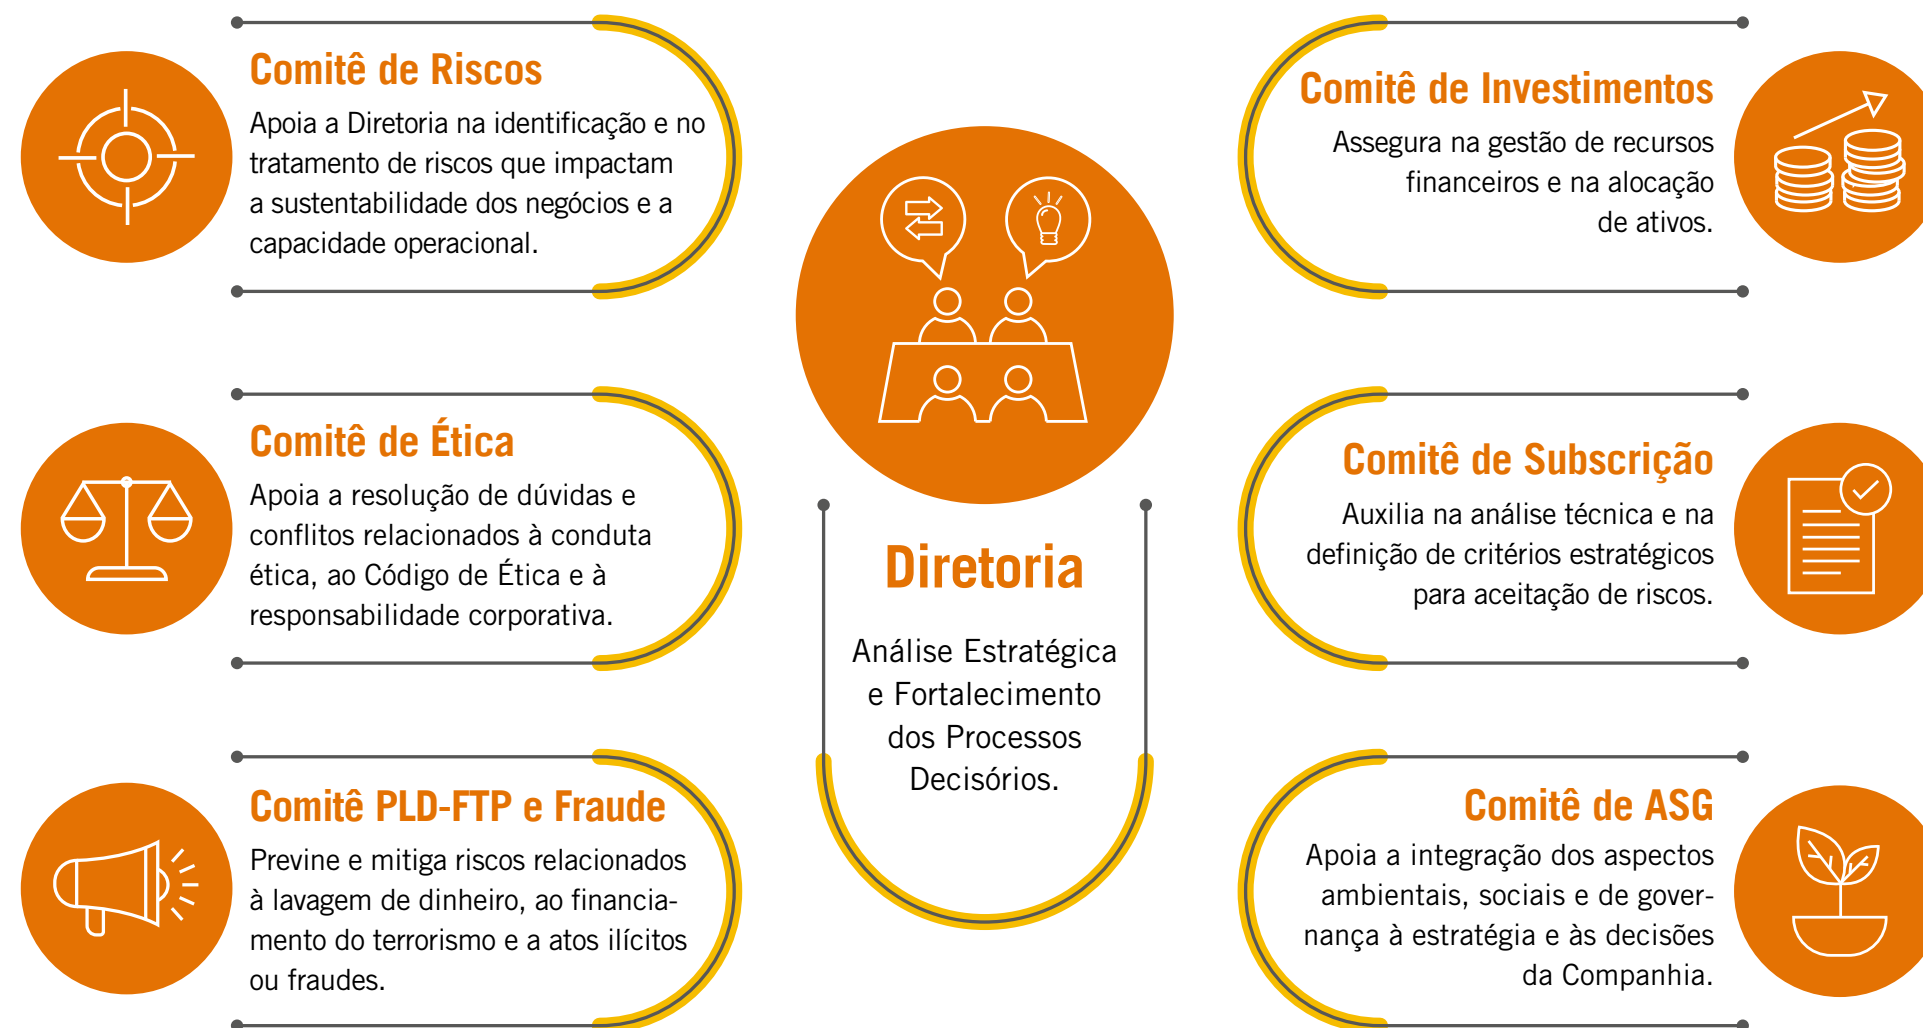 Comitê de Riscos
Apoia a Diretoria na identificação e no
tratamento de riscos que impactam
a sustentabilidade dos negócios e a
capacidade operacional.
Comitê de Ética
Apoia a resolução de dúvidas e
conflitos relacionados à conduta
ética, ao Código de Ética e à
responsabilidade corporativa.
Comitê PLD-FTP e Fraude
Previne e mitiga riscos relacionados
à lavagem de dinheiro, ao financia-
mento do terrorismo e a atos ilícitos
ou fraudes.
Diretoria
Análise Estratégica
e Fortalecimento
dos Processos
Decisórios.
Comitê de Investimentos
Assegura na gestão de recursos
financeiros e na alocação
de ativos.
Comitê de Subscrição
Auxilia na análise técnica e na
definição de critérios estratégicos
para aceitação de riscos.
Comitê de ASG
Apoia a integração dos aspectos
ambientais, sociais e de gover-
nança à estratégia e às decisões
da Companhia.